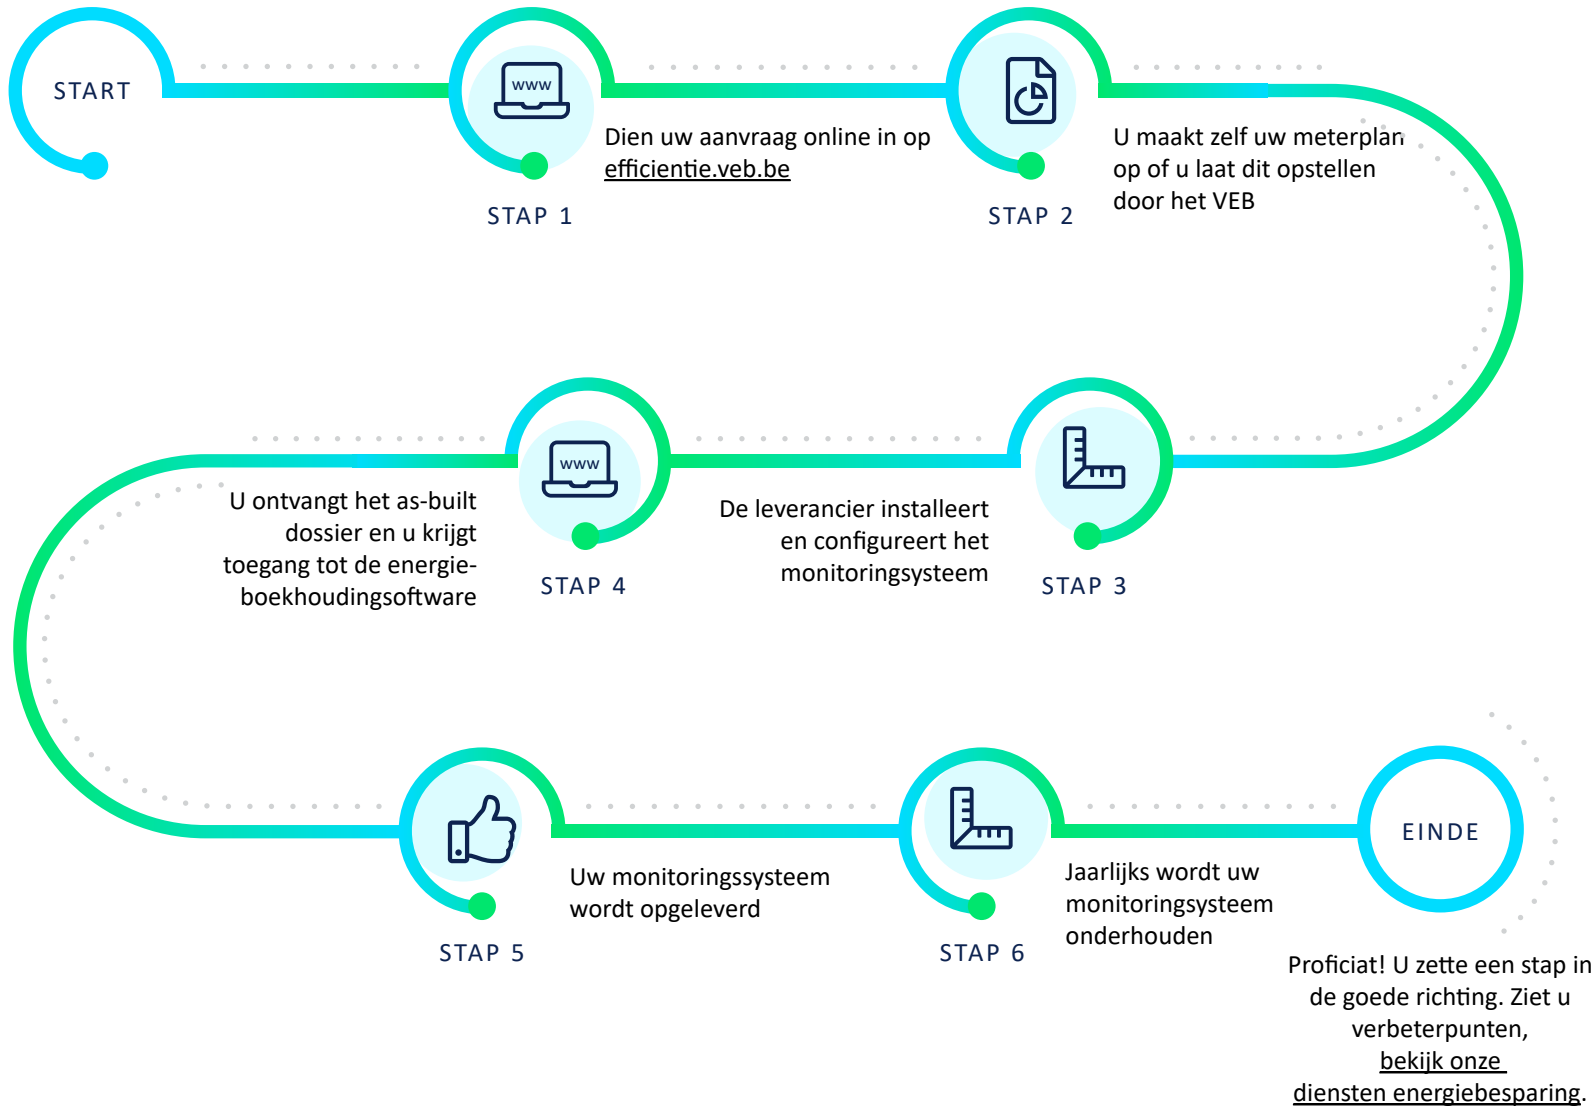 START
www
Dien uw aanvraag online in op
efficientie.veb.be
STAP 1
U maakt zelf uw meterplan
op of u laat dit opstellen
door het VEB
STAP 2
De leverancier installeert
en configureert het
monitoringsysteem
STAP 3
www
U ontvangt het as-built
dossier en u krijgt
toegang tot de energie-
boekhoudingsoftware
STAP 4
Uw monitoringssysteem
wordt opgeleverd
STAP 5
Jaarlijks wordt uw
monitoringsysteem
onderhouden
STAP 6
EINDE
Proficiat! U zette een stap in
de goede richting. Ziet u
verbeterpunten,
bekijk onze
diensten energiebesparing.